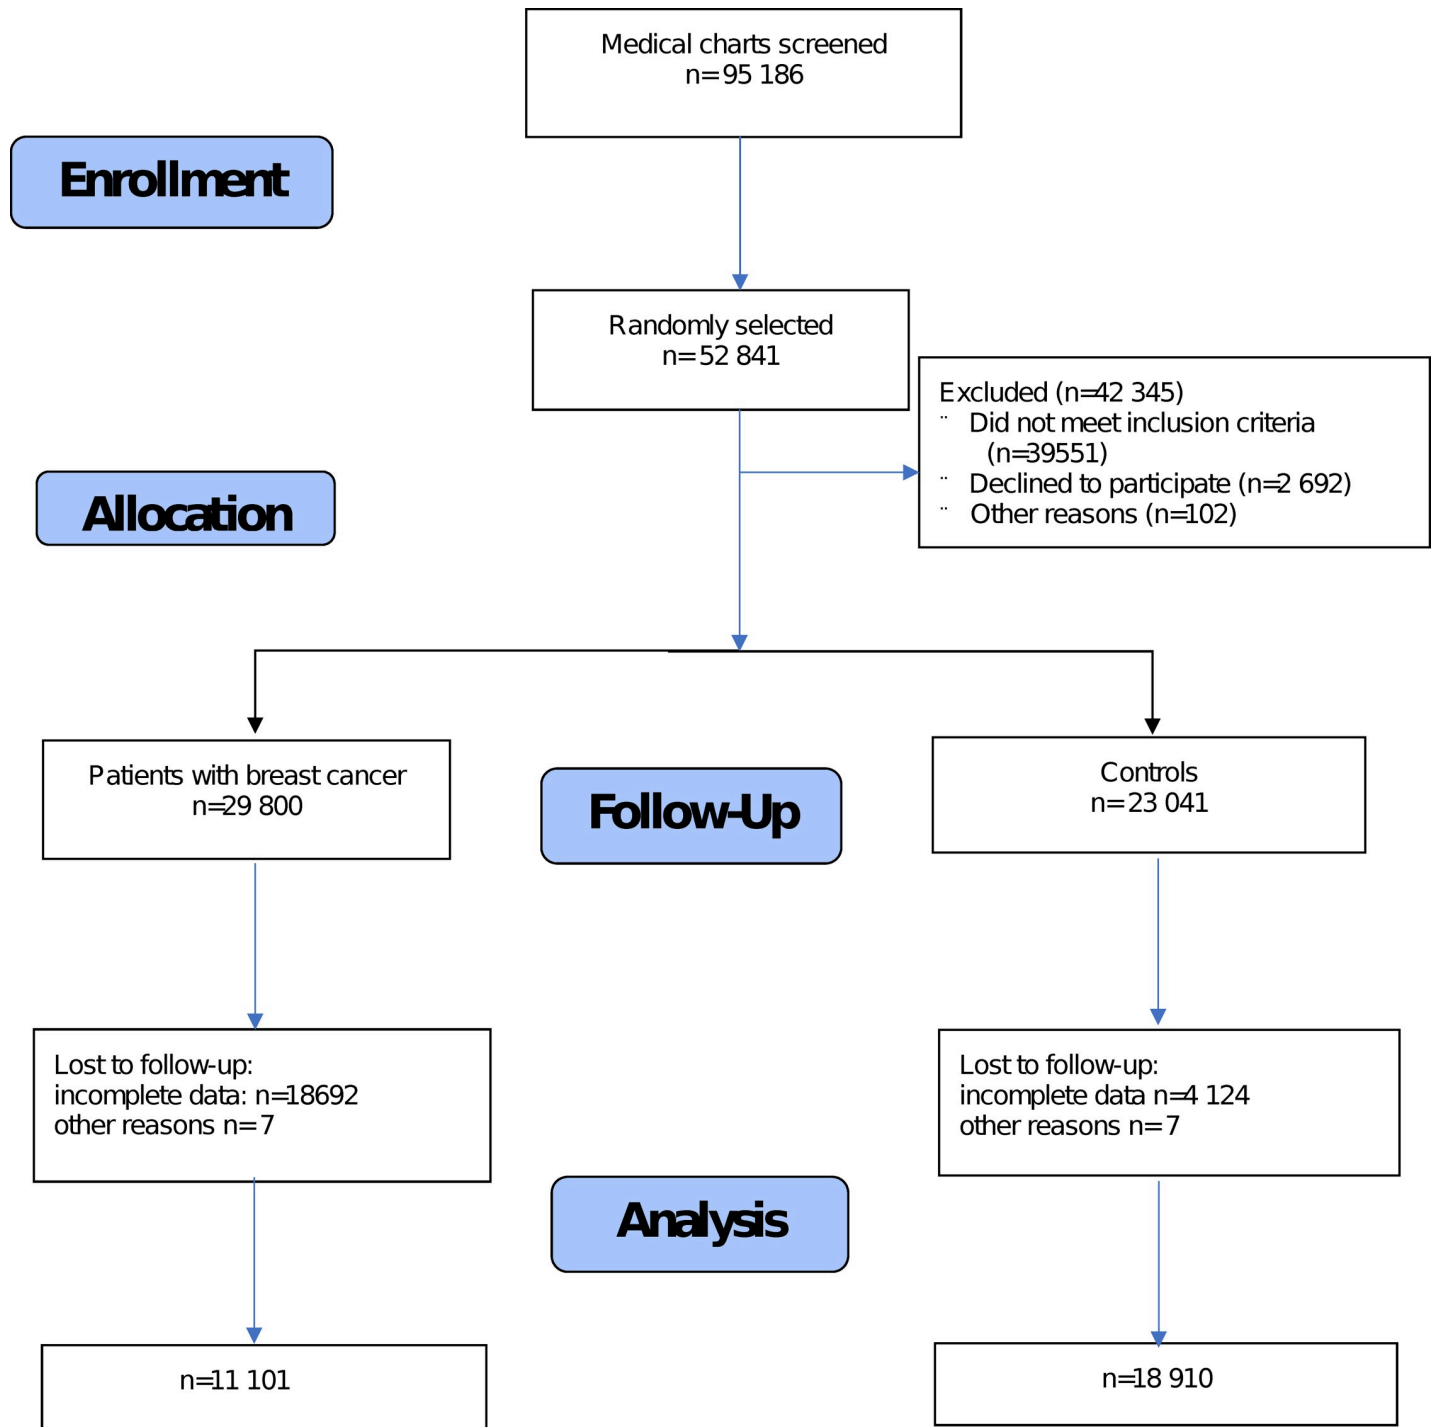 Medical charts screened
n= 95 186
Enrollment
Randomly selected
n= 52 841
Excluded (n=42 345)
¨ Did not meet inclusion criteria
(n=39551)
¨ Declined to participate (n=2 692)
¨ Other reasons (n=102)
Allocation
Patients with breast cancer
n=29 800
Follow-Up
Controls
n= 23 041
Lost to follow-up:
incomplete data: n=18692
other reasons n= 7
Lost to follow-up:
incomplete data n=4 124
other reasons n= 7
Analysis
n=11 101
n=18 910